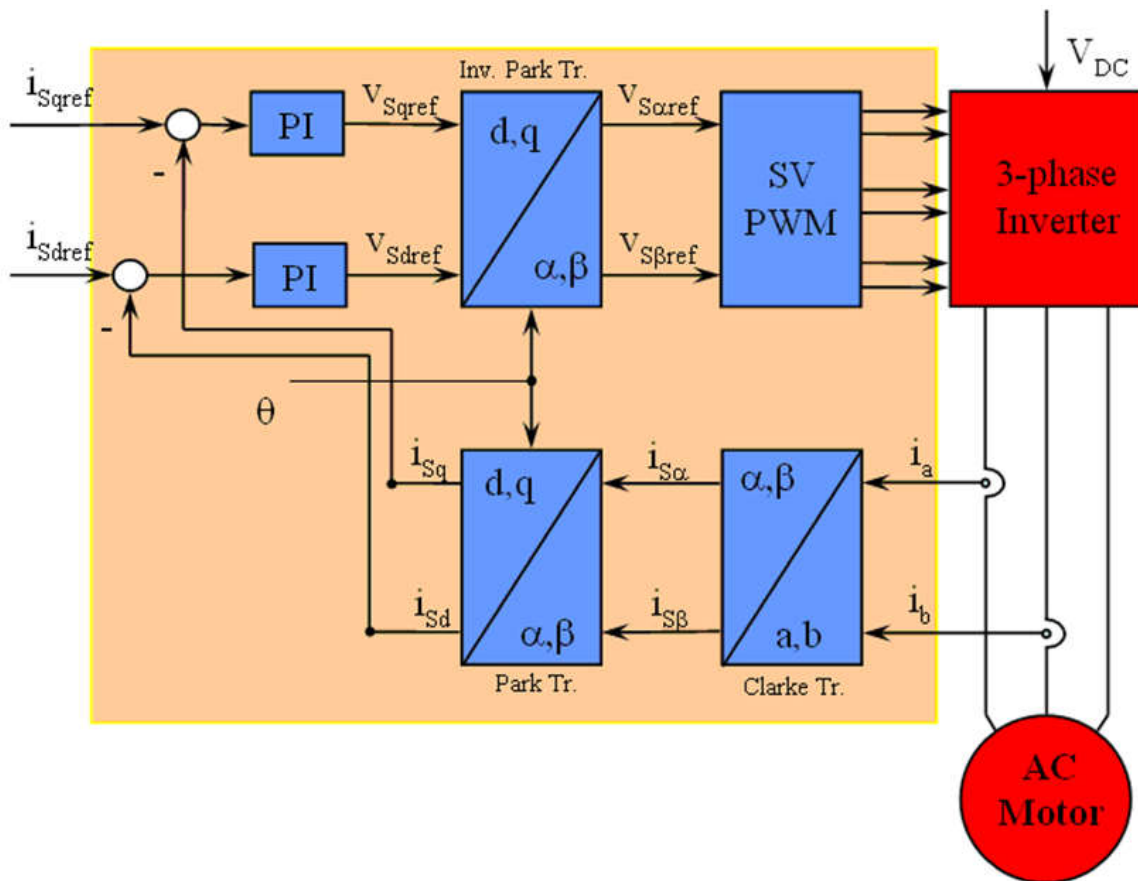 V_DC
Inv. Park Tr.
i_Sqref
v_Sqref
v_Sαref
PI
d,q
α,β
SV
PWM
3-phase
Inverter
-
i_Sdref
v_Sdref
v_Sβref
PI
-
θ
i_Sq
i_Sα
i_a
d,q
α,β
α,β
a,b
i_Sd
i_Sβ
i_b
Park Tr.
Clarke Tr.
AC
Motor